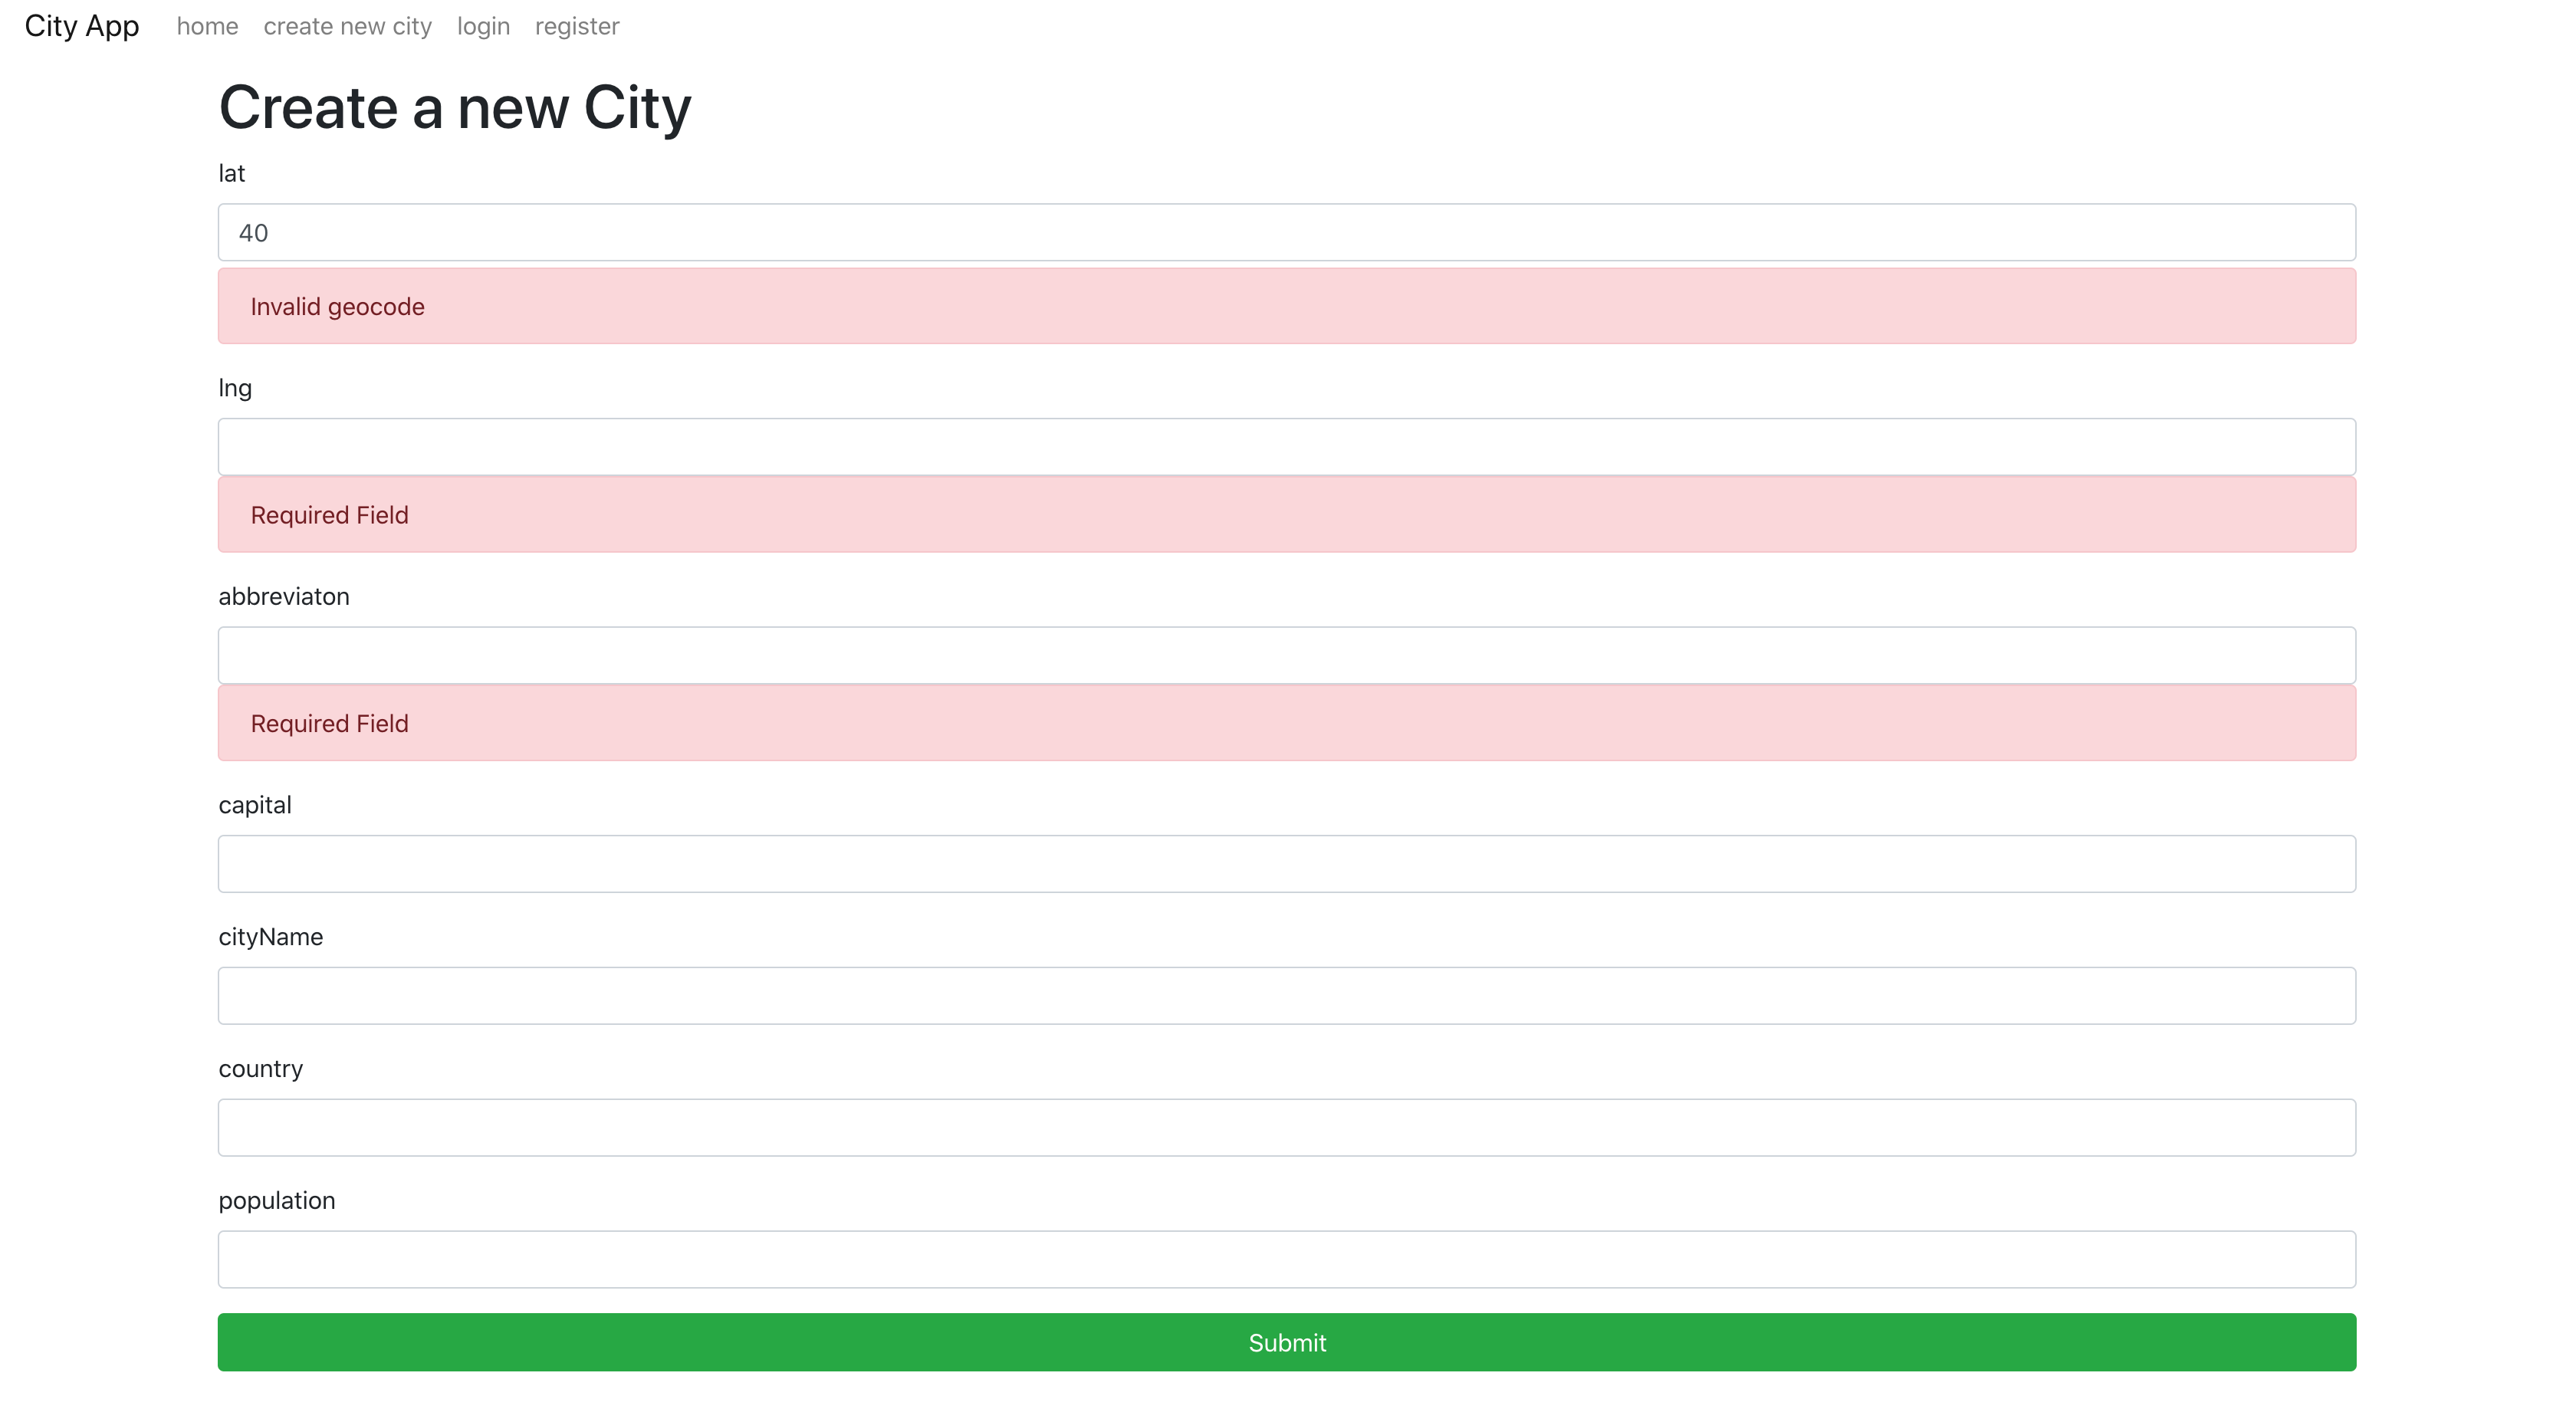 City App home create new city login register
Create a new City
lat
40
Invalid geocode
lng
Required Field
abbreviaton
Required Field
capital
cityName
country
population
Submit